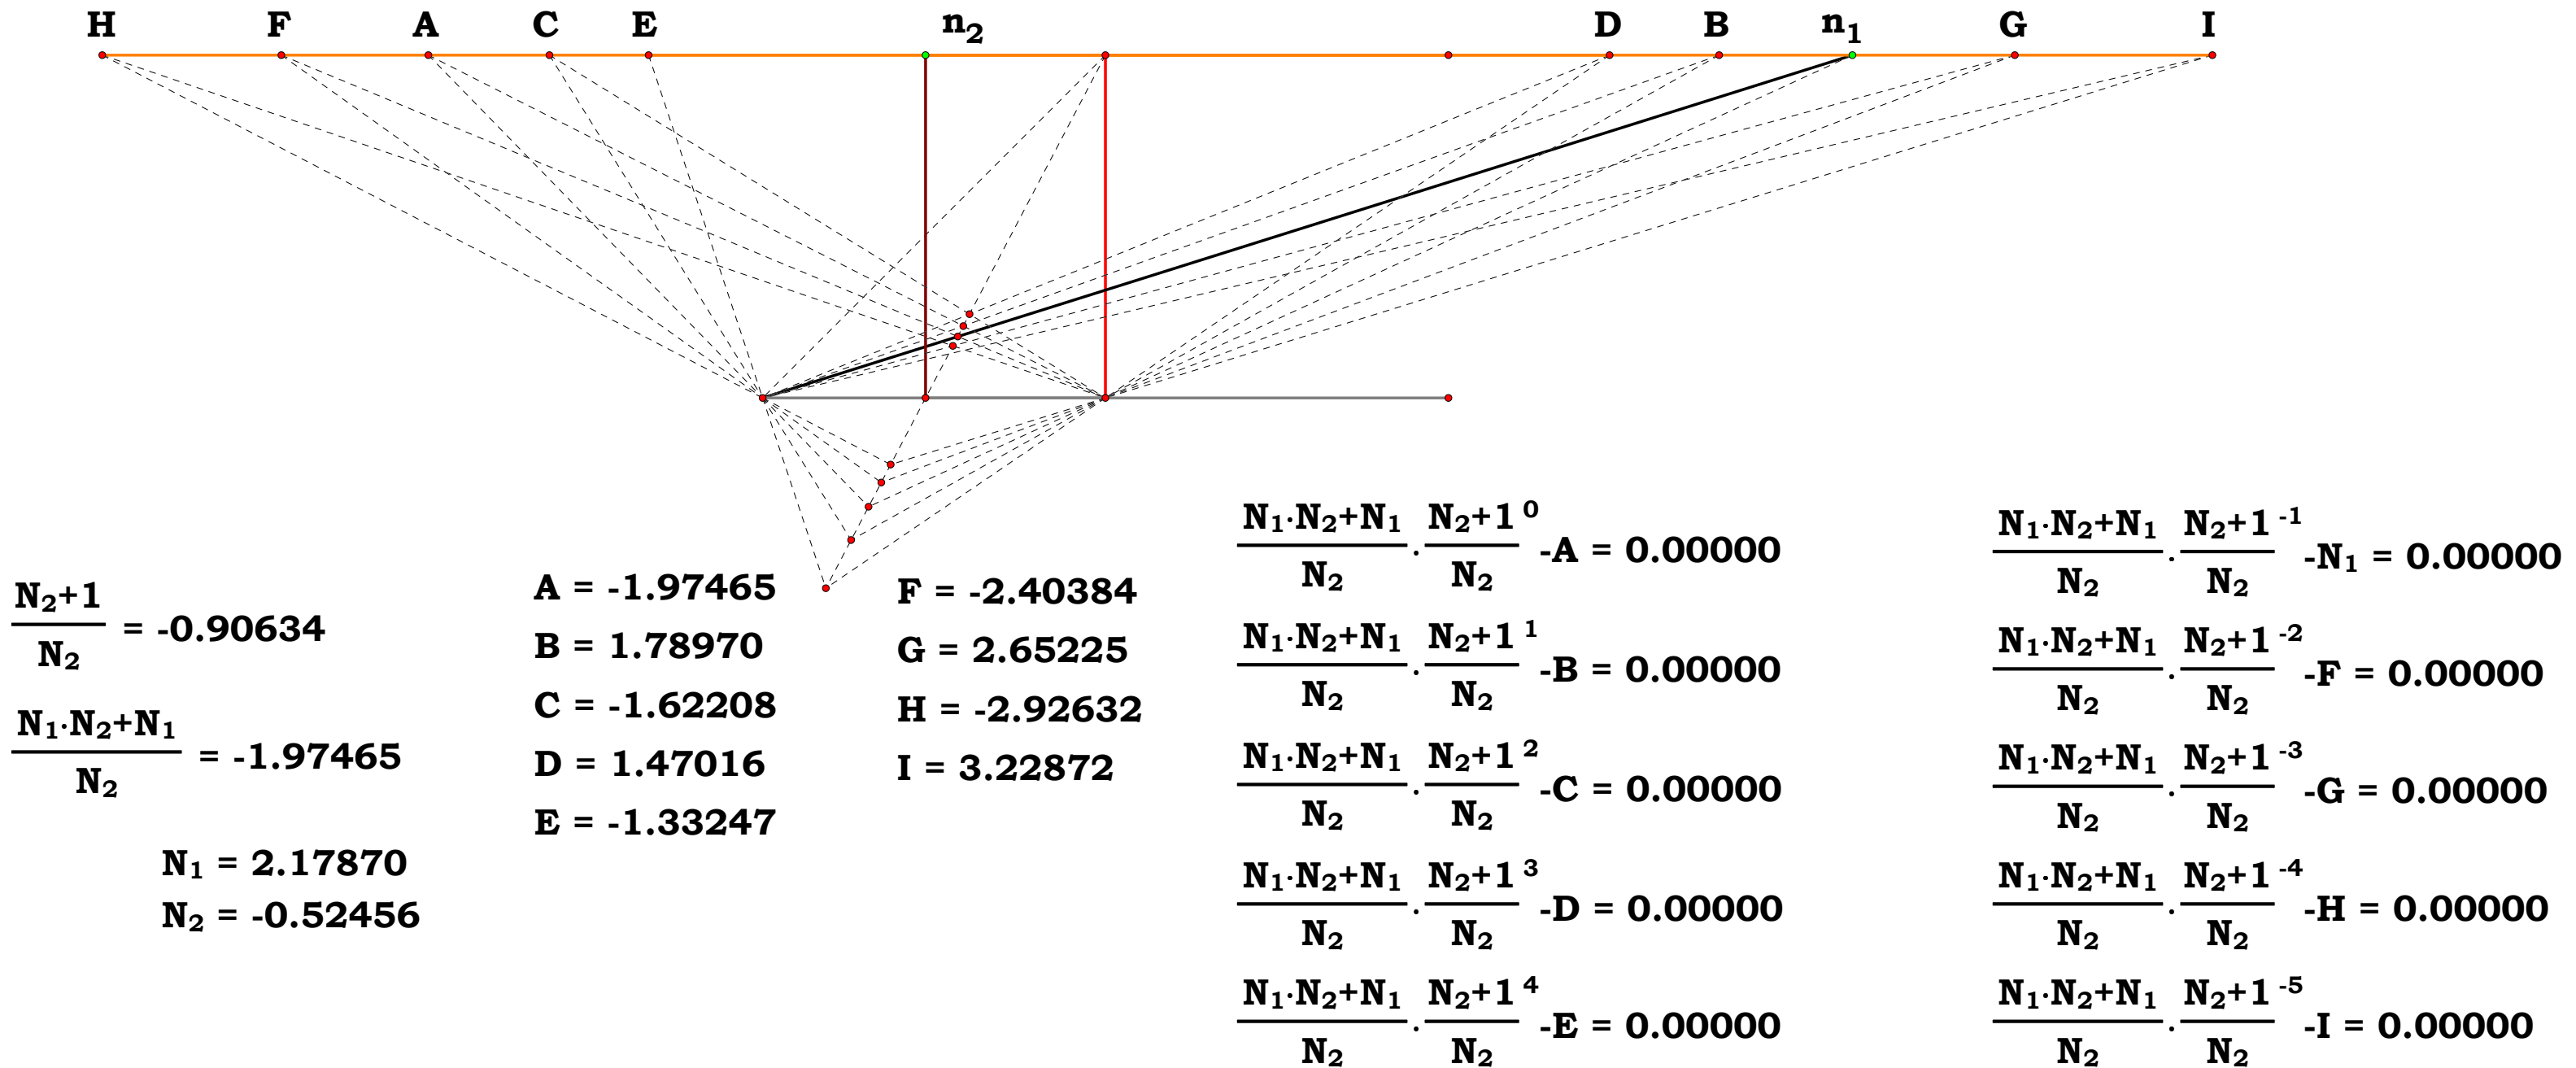 H F A C E n₂ D B n₁ G I
N₂+1
N₂
= -0.90634
N₁·N₂+N₁
N₂
= -1.97465
N₁ = 2.17870
N₂ = -0.52456
A = -1.97465
B = 1.78970
C = -1.62208
D = 1.47016
E = -1.33247
F = -2.40384
G = 2.65225
H = -2.92632
I = 3.22872
N₁·N₂+N₁ N₂+1 0
N₂ · N₂ -A = 0.00000
N₁·N₂+N₁ N₂+1 1
N₂ · N₂ -B = 0.00000
N₁·N₂+N₁ N₂+1 2
N₂ · N₂ -C = 0.00000
N₁·N₂+N₁ N₂+1 3
N₂ · N₂ -D = 0.00000
N₁·N₂+N₁ N₂+1 4
N₂ · N₂ -E = 0.00000
N₁·N₂+N₁ N₂+1 -1
N₂ · N₂ -N₁ = 0.00000
N₁·N₂+N₁ N₂+1 -2
N₂ · N₂ -F = 0.00000
N₁·N₂+N₁ N₂+1 -3
N₂ · N₂ -G = 0.00000
N₁·N₂+N₁ N₂+1 -4
N₂ · N₂ -H = 0.00000
N₁·N₂+N₁ N₂+1 -5
N₂ · N₂ -I = 0.00000